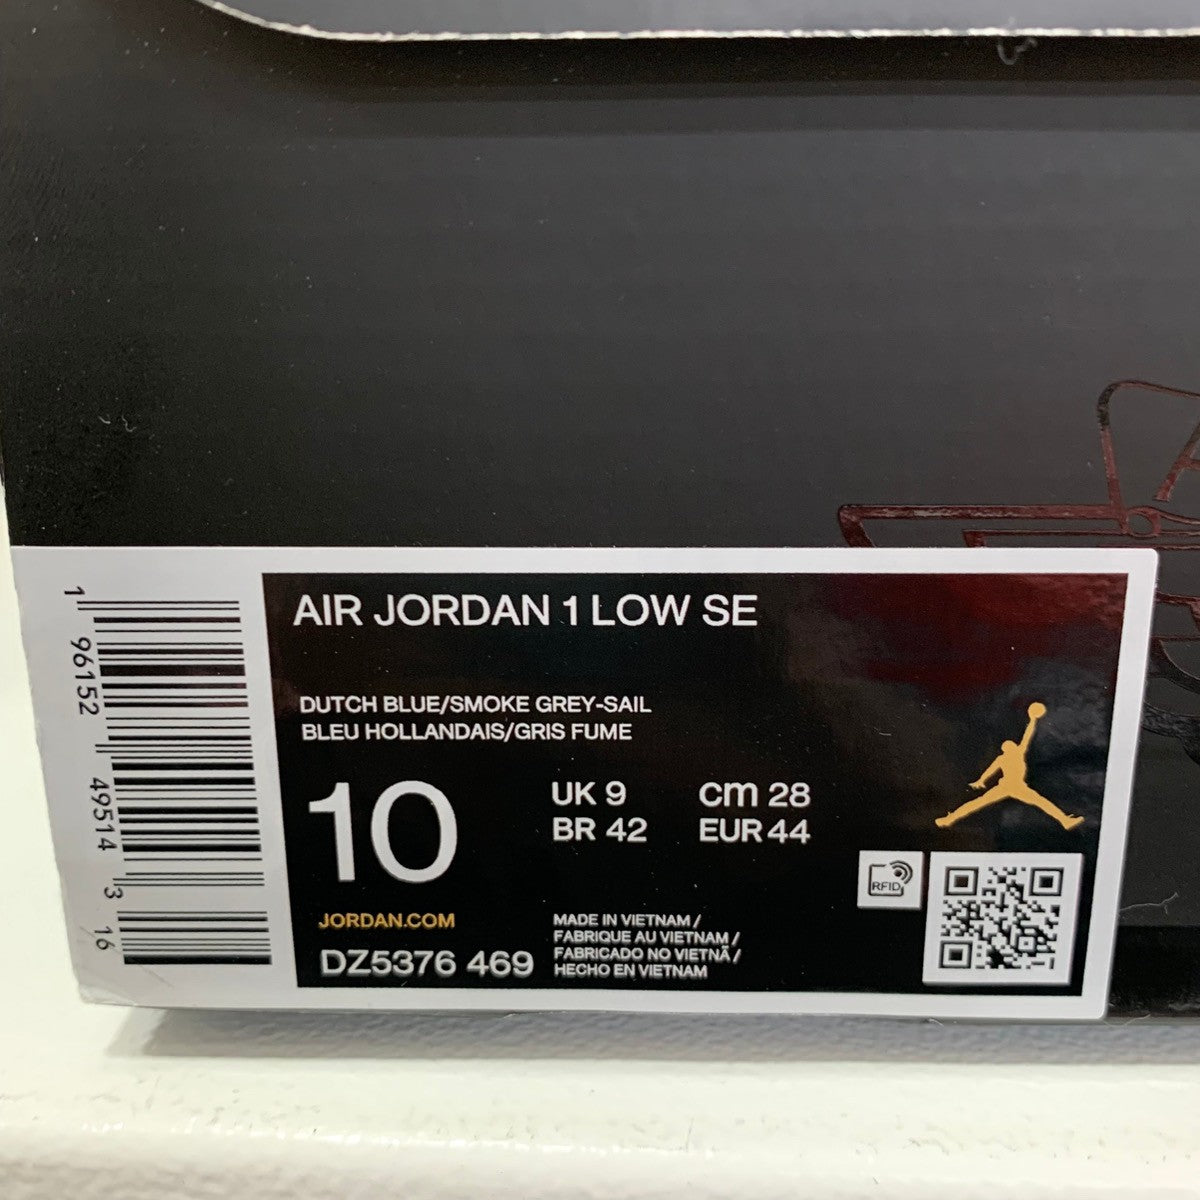 AIR JORDAN 1 LOW SE
DUTCH BLUE/SMOKE GREY-SAIL
BLEU HOLLANDAIS/GRIS FUME
10
UK 9
cm 28
BR 42
EUR 44
JORDAN.COM
DZ5376 469
MADE IN VIETNAM /
FABRIQUE AU VIETNAM /
FABRICADO NO VIETNÃ /
HECHO EN VIETNAM
RFID
1 96152 49514 3 16